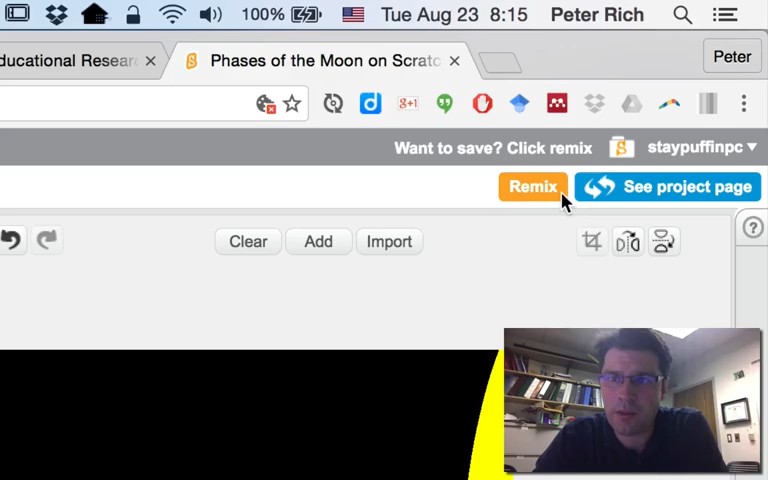 100% Tue Aug 23 8:15 Peter Rich
ducational Resear Phases of the Moon on Scratc Peter
d g+1
Want to save? Click remix S staypuffinpc
Remix See project page
Clear Add Import ?